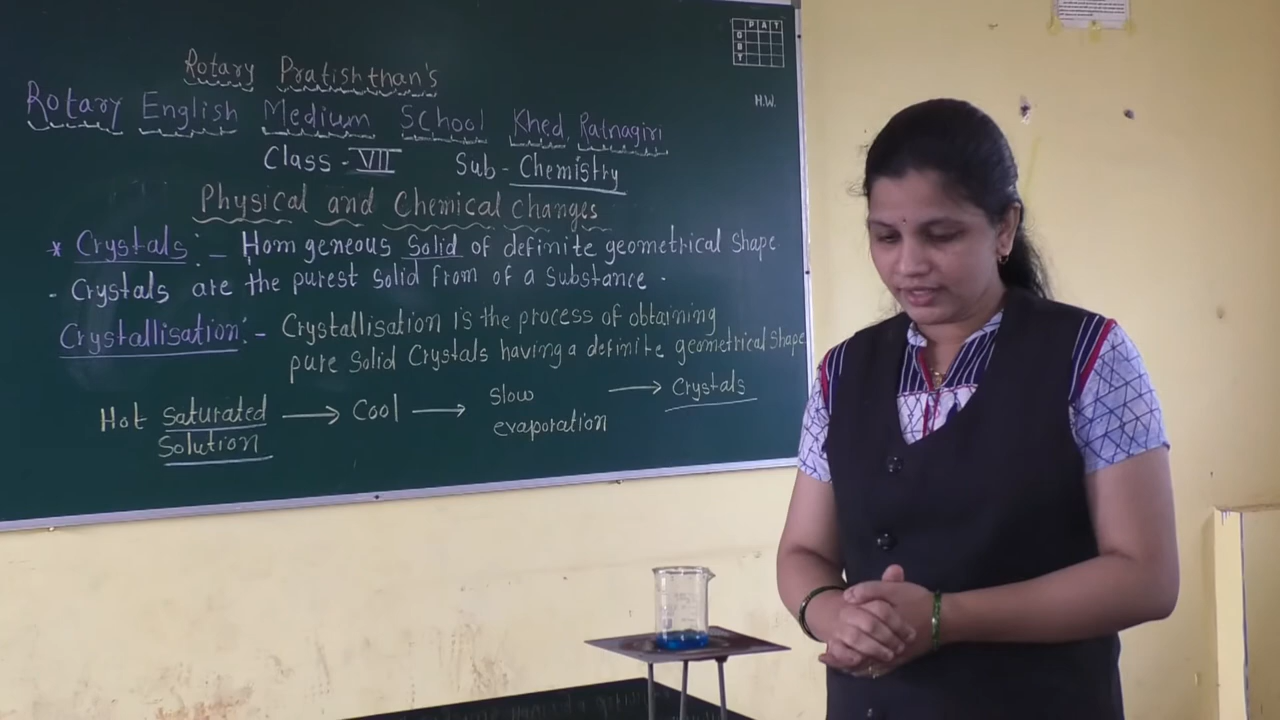 Rotary Pratishthan's
Rotary English Medium School Khed, Ratnagiri
Class - VII Sub - Chemistry
Physical and Chemical Changes
* Crystals :- Hom geneous Solid of definite geometrical shape
- Crystals are the purest solid from of a substance -
Crystallisation :- Crystallisation is the process of obtaining
pure Solid Crystals having a definite geometrical shape
Hot Saturated Solution → Cool → Slow evaporation → Crystals
P A T
G
B
T
H.W.